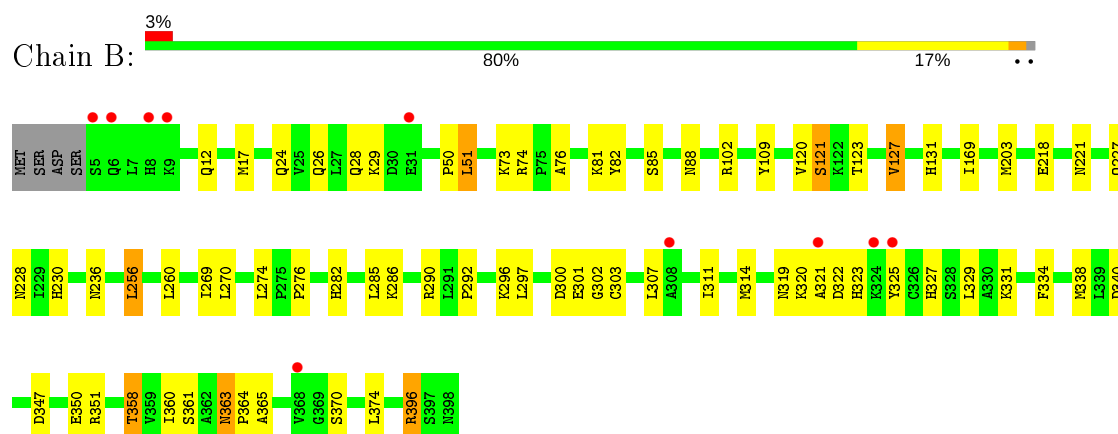 3%
Chain B:
80% 17% • •
MET SER ASP SER S5 Q6 L7 H8 K9 Q12 M17 Q24 V25 Q26 L27 Q28 K29 D30 E31 P50 L51 K73 R74 P75 A76 K81 Y82 S85 N88 R102 Y109 V120 S121 K122 T123 V127 H131 I169 M203 E218 N221
N228 I229 H230 N236 L256 L260 I269 L270 L274 P275 P276 H282 L285 K286 R290 L291 P292 K296 L297 D300 E301 G302 C303 L307 A308 I311 M314 N319 K320 A321 D322 H323 K324 Y325 C326 H327 S328 L329 A330 K331 F334 M338 L339
D347 E350 R351 T358 V359 I360 S361 A362 N363 P364 A365 V368 G369 S370 L374 R396 S397 N398